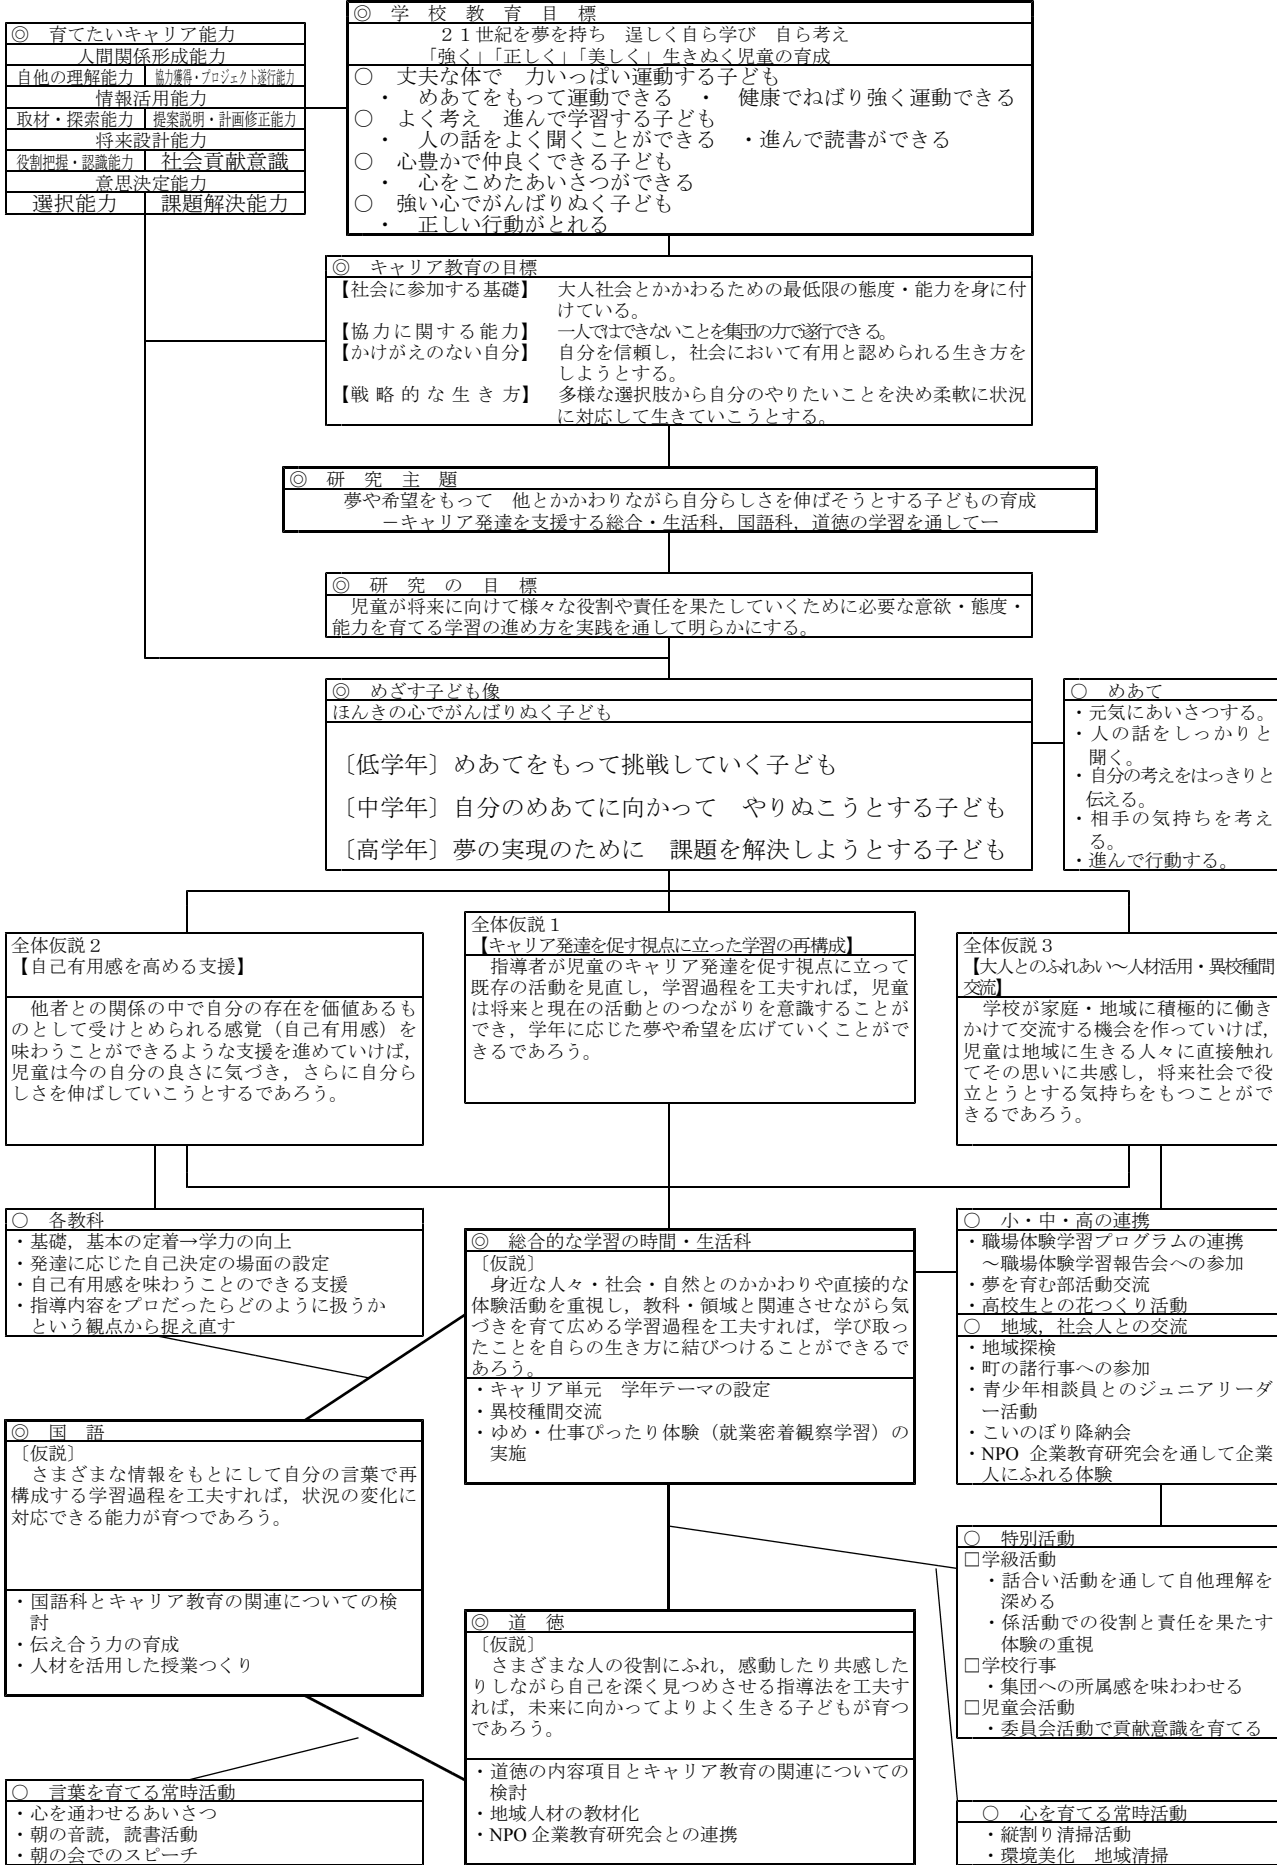 ◎　学　校　教　育　目　標
２１世紀を夢を持ち　逞しく自ら学び　自ら考え
「強く」「正しく」「美しく」生きぬく児童の育成
○　丈夫な体で　力いっぱい運動する子ども
・　めあてをもって運動できる　・　健康でねばり強く運動できる
○　よく考え　進んで学習する子ども
・　人の話をよく聞くことができる　・進んで読書ができる
○　心豊かで仲良くできる子ども
・　心をこめたあいさつができる
○　強い心でがんばりぬく子ども
・　正しい行動がとれる
◎　育てたいキャリア能力
人間関係形成能力
自他の理解能力　協力獲得・プロジェクト遂行能力
情報活用能力
取材・探索能力　提案説明・計画修正能力
将来設計能力
役割把握・認識能力　社会貢献意識
意思決定能力
選択能力　課題解決能力
◎　キャリア教育の目標
【社会に参加する基礎】　大人社会とかかわるための最低限の態度・能力を身に付
けている。
【協力に関する能力】　一人ではできないことを集団の力で遂行できる。
【かけがえのない自分】　自分を信頼し，社会において有用と認められる生き方を
しようとする。
【戦 略 的 な 生 き 方】　多様な選択肢から自分のやりたいことを決め柔軟に状況
に対応して生きていこうとする。
◎　研　究　主　題
夢や希望をもって　他とかかわりながら自分らしさを伸ばそうとする子どもの育成
－キャリア発達を支援する総合・生活科，国語科，道徳の学習を通してー
◎　研　究　の　目　標
児童が将来に向けて様々な役割や責任を果たしていくために必要な意欲・態度・
能力を育てる学習の進め方を実践を通して明らかにする。
◎　めざす子ども像
ほんきの心でがんばりぬく子ども
〔低学年〕めあてをもって挑戦していく子ども
〔中学年〕自分のめあてに向かって　やりぬこうとする子ども
〔高学年〕夢の実現のために　課題を解決しようとする子ども
○　めあて
・元気にあいさつする。
・人の話をしっかりと
聞く。
・自分の考えをはっきりと
伝える。
・相手の気持ちを考え
る。
・進んで行動する。
全体仮説２
【自己有用感を高める支援】
他者との関係の中で自分の存在を価値あるも
のとして受けとめられる感覚（自己有用感）を
味わうことができるような支援を進めていけば，
児童は今の自分の良さに気づき，さらに自分ら
しさを伸ばしていこうとするであろう。
全体仮説１
【キャリア発達を促す視点に立った学習の再構成】
指導者が児童のキャリア発達を促す視点に立って
既存の活動を見直し，学習過程を工夫すれば，児童
は将来と現在の活動とのつながりを意識することが
でき，学年に応じた夢や希望を広げていくことがで
きるであろう。
全体仮説３
【大人とのふれあい～人材活用・異校種間
交流】
学校が家庭・地域に積極的に働き
かけて交流する機会を作っていけば，
児童は地域に生きる人々に直接触れ
てその思いに共感し，将来社会で役
立とうとする気持ちをもつことがで
きるであろう。
○　各教科
・基礎，基本の定着→学力の向上
・発達に応じた自己決定の場面の設定
・自己有用感を味わうことのできる支援
・指導内容をプロだったらどのように扱うか
という観点から捉え直す
◎　総合的な学習の時間・生活科
〔仮説〕
身近な人々・社会・自然とのかかわりや直接的な
体験活動を重視し，教科・領域と関連させながら気
づきを育て広める学習過程を工夫すれば，学び取っ
たことを自らの生き方に結びつけることができるで
あろう。
・キャリア単元　学年テーマの設定
・異校種間交流
・ゆめ・仕事ぴったり体験（就業密着観察学習）の
実施
○　小・中・高の連携
・職場体験学習プログラムの連携
～職場体験学習報告会への参加
・夢を育む部活動交流
・高校生との花つくり活動
○　地域，社会人との交流
・地域探検
・町の諸行事への参加
・青少年相談員とのジュニアリーダ
ー活動
・こいのぼり降納会
・NPO 企業教育研究会を通して企業
人にふれる体験
◎　国　語
〔仮説〕
さまざまな情報をもとにして自分の言葉で再
構成する学習過程を工夫すれば，状況の変化に
対応できる能力が育つであろう。
・国語科とキャリア教育の関連についての検
討
・伝え合う力の育成
・人材を活用した授業つくり
◎　道　徳
〔仮説〕
さまざまな人の役割にふれ，感動したり共感した
りしながら自己を深く見つめさせる指導法を工夫す
れば，未来に向かってよりよく生きる子どもが育つ
であろう。
・道徳の内容項目とキャリア教育の関連についての
検討
・地域人材の教材化
・NPO 企業教育研究会との連携
○　特別活動
□学級活動
・話合い活動を通して自他理解を
深める
・係活動での役割と責任を果たす
体験の重視
□学校行事
・集団への所属感を味わわせる
□児童会活動
・委員会活動で貢献意識を育てる
○　言葉を育てる常時活動
・心を通わせるあいさつ
・朝の音読，読書活動
・朝の会でのスピーチ
○　心を育てる常時活動
・縦割り清掃活動
・環境美化　地域清掃